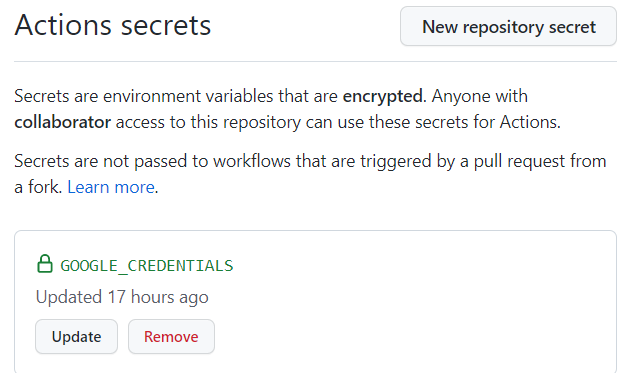 Actions secrets
New repository secret
Secrets are environment variables that are encrypted. Anyone with
collaborator access to this repository can use these secrets for Actions.
Secrets are not passed to workflows that are triggered by a pull request from
a fork. Learn more.
GOOGLE_CREDENTIALS
Updated 17 hours ago
Update
Remove